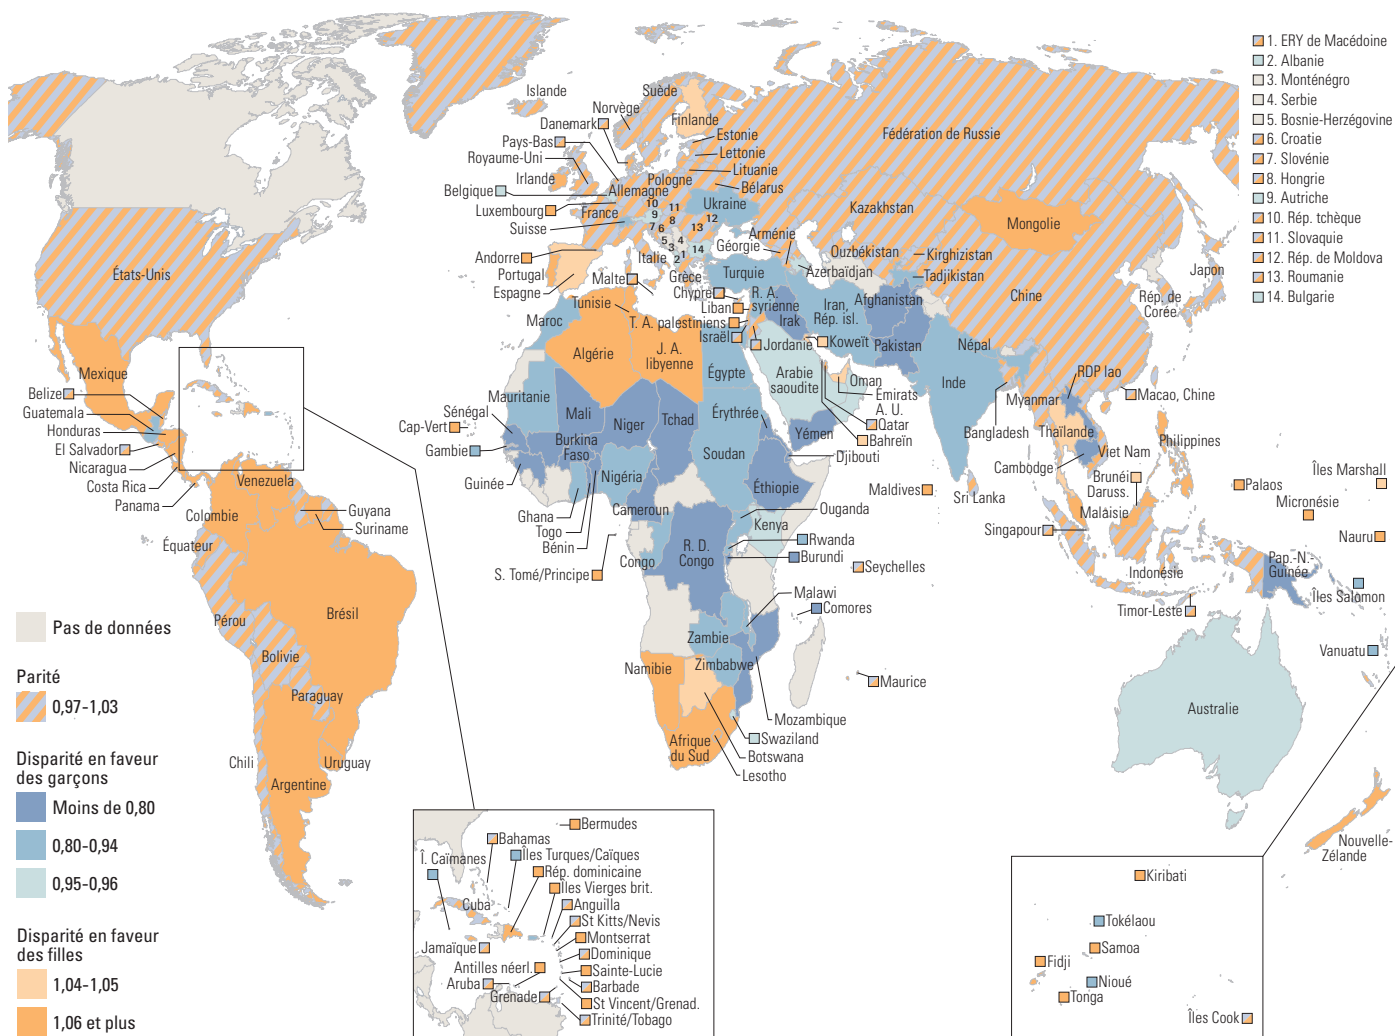 1. ERY de Macédoine
2. Albanie
3. Monténégro
4. Serbie
5. Bosnie-Herzégovine
6. Croatie
7. Slovénie
8. Hongrie
9. Autriche
10. Rép. tchèque
11. Slovaquie
12. Rép. de Moldova
13. Roumanie
14. Bulgarie
Islande
Norvège
Suède
Finlande
Danemark
Pays-Bas
Royaume-Uni
Irlande
Belgique
Allemagne
Luxembourg
France
Suisse
Pologne
Estonie
Lettonie
Lituanie
Bélarus
Ukraine
Fédération de Russie
Kazakhstan
Mongolie
10
11
9
8
12
7
6
13
5
4
3
14
2
1
Andorre
Portugal
Espagne
Italie
Malte
Grèce
Chypre
Turquie
Arménie
Géorgie
Azerbaïdjan
Ouzbékistan
Kirghizistan
Tadjikistan
Chine
Japon
Rép. de
Corée
États-Unis
Mexique
Belize
Guatemala
Honduras
El Salvador
Nicaragua
Costa Rica
Panama
Venezuela
Colombie
Guyana
Suriname
Équateur
Pérou
Brésil
Bolivie
Paraguay
Chili
Uruguay
Argentine
Tunisie
Maroc
Algérie
J. A.
libyenne
Liban
R. A.
syrienne
T. A. palestiniens
Israël
Irak
Jordanie
Koweït
Iran,
Rép. isl.
Afghanistan
Pakistan
Népal
Inde
Égypte
Arabie
saoudite
Oman
Émirats
A. U.
Qatar
Bahreïn
Yémen
Djibouti
Bangladesh
Myanmar
RDP lao
Macao, Chine
Thaïlande
Viet Nam
Cambodge
Philippines
Brunéi
Daruss.
Malaisie
Singapour
Indonésie
Timor-Leste
Sri Lanka
Maldives
Palaos
Îles Marshall
Micronésie
Nauru
Pap.-N.-
Guinée
Îles Salomon
Vanuatu
Australie
Nouvelle-
Zélande
Mauritanie
Sénégal
Cap-Vert
Gambie
Guinée
Mali
Burkina
Faso
Niger
Tchad
Érythrée
Soudan
Éthiopie
Nigéria
Ghana
Togo
Bénin
Cameroun
S. Tomé/Principe
Congo
R. D.
Congo
Ouganda
Kenya
Rwanda
Burundi
Seychelles
Malawi
Comores
Zambie
Zimbabwe
Namibie
Maurice
Mozambique
Swaziland
Botswana
Lesotho
Afrique
du Sud
Pas de données
Parité
0,97-1,03
Disparité en faveur
des garçons
Moins de 0,80
0,80-0,94
0,95-0,96
Disparité en faveur
des filles
1,04-1,05
1,06 et plus
Bermudes
Bahamas
Î. Caïmanes
Îles Turques/Caïques
Rép. dominicaine
Îles Vierges brit.
Cuba
Anguilla
St Kitts/Nevis
Montserrat
Jamaïque
Dominique
Antilles néerl.
Sainte-Lucie
Aruba
Barbade
Grenade
St Vincent/Grenad.
Trinité/Tobago
Kiribati
Tokélaou
Samoa
Fidji
Nioué
Tonga
Îles Cook